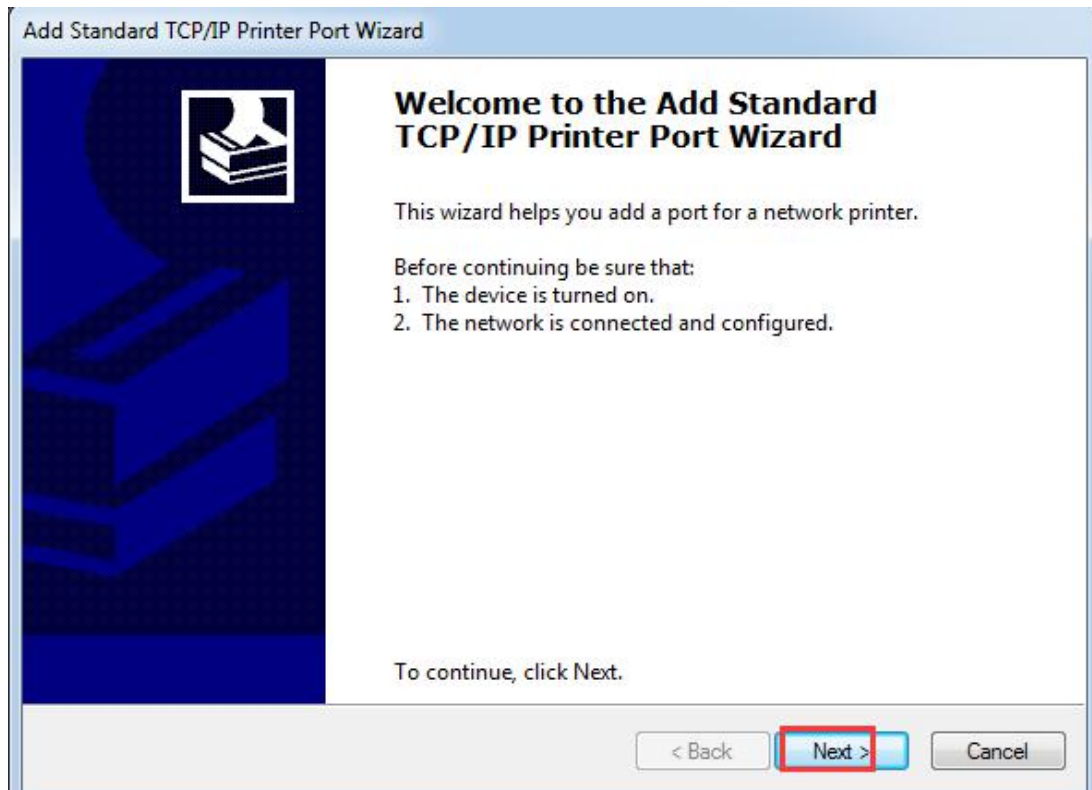 Add Standard TCP/IP Printer Port Wizard
Welcome to the Add Standard
TCP/IP Printer Port Wizard
This wizard helps you add a port for a network printer.
Before continuing be sure that:
1. The device is turned on.
2. The network is connected and configured.
To continue, click Next.
< Back Next > Cancel